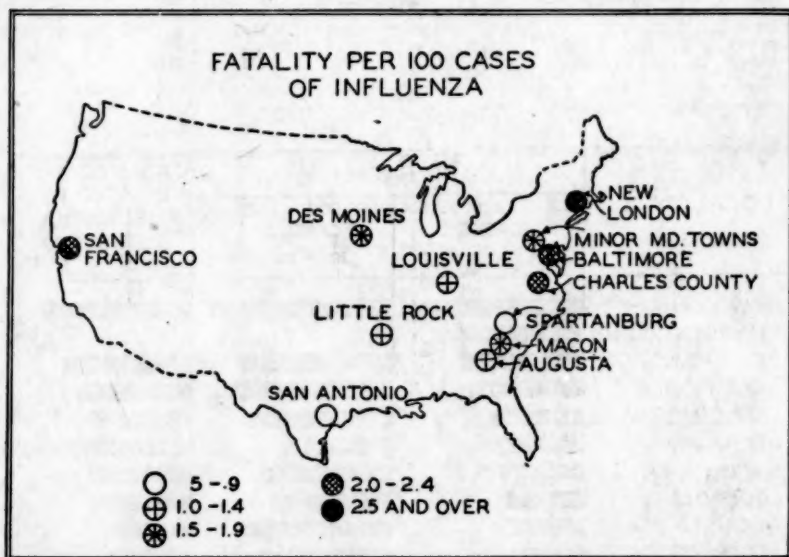 FATALITY PER 100 CASES
OF INFLUENZA
NEW
LONDON
DES MOINES
SAN
FRANCISCO
MINOR MD. TOWNS
LOUISVILLE
BALTIMORE
CHARLES COUNTY
LITTLE ROCK
SPARTANBURG
MACON
AUGUSTA
SAN ANTONIO
5 -.9
1.0 -1.4
1.5 -1.9
2.0 - 2.4
2.5 AND OVER